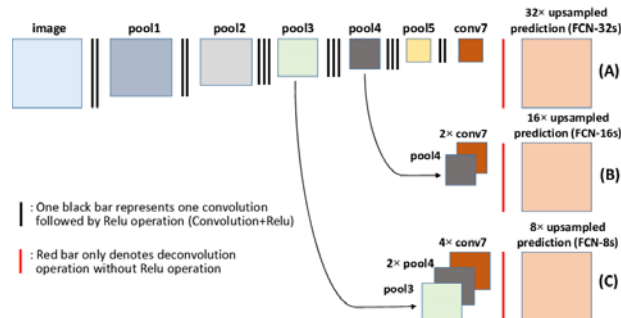 32× upsampled
image pool1 pool2 pool3 pool4 pool5 conv7 prediction (FCN-32s)
(A)
16× upsampled
2× conv7 prediction (FCN-16s)
pool4
(B)
: One black bar represents one convolution
followed by Relu operation (Convolution+Relu)
8× upsampled
4× conv7 prediction (FCN-8s)
: Red bar only denotes deconvolution
operation without Relu operation
2× pool4
(C)
pool3